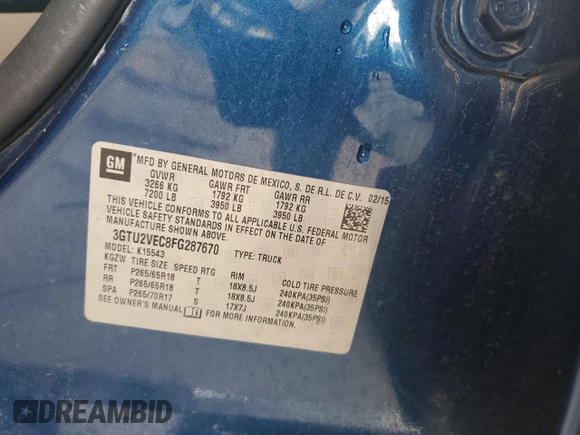 GM
MFD BY GENERAL MOTORS DE MEXICO, S. DE R.L. DE C.V. 02/15
GVWR GAWR FRT GAWR RR
3266 KG 1792 KG 1792 KG
7200 LB 3950 LB 3950 LB
THIS VEHICLE CONFORMS TO ALL APPLICABLE U.S. FEDERAL MOTOR
VEHICLE SAFETY STANDARDS IN EFFECT ON THE DATE OF
MANUFACTURE SHOWN ABOVE.
3GTU2VEC8FG287670 TYPE: TRUCK
MODEL: K15543
KGZW TIRE SIZE SPEED RTG RIM COLD TIRE PRESSURE
FRT P265/65R18 T 18X8.5J 240KPA(35PSI)
RR P265/65R18 T 18X8.5J 240KPA(35PSI)
SPA P265/70R17 S 17X7J 240KPA(35PSI)
SEE OWNER'S MANUAL FOR MORE INFORMATION.
DREAMBID